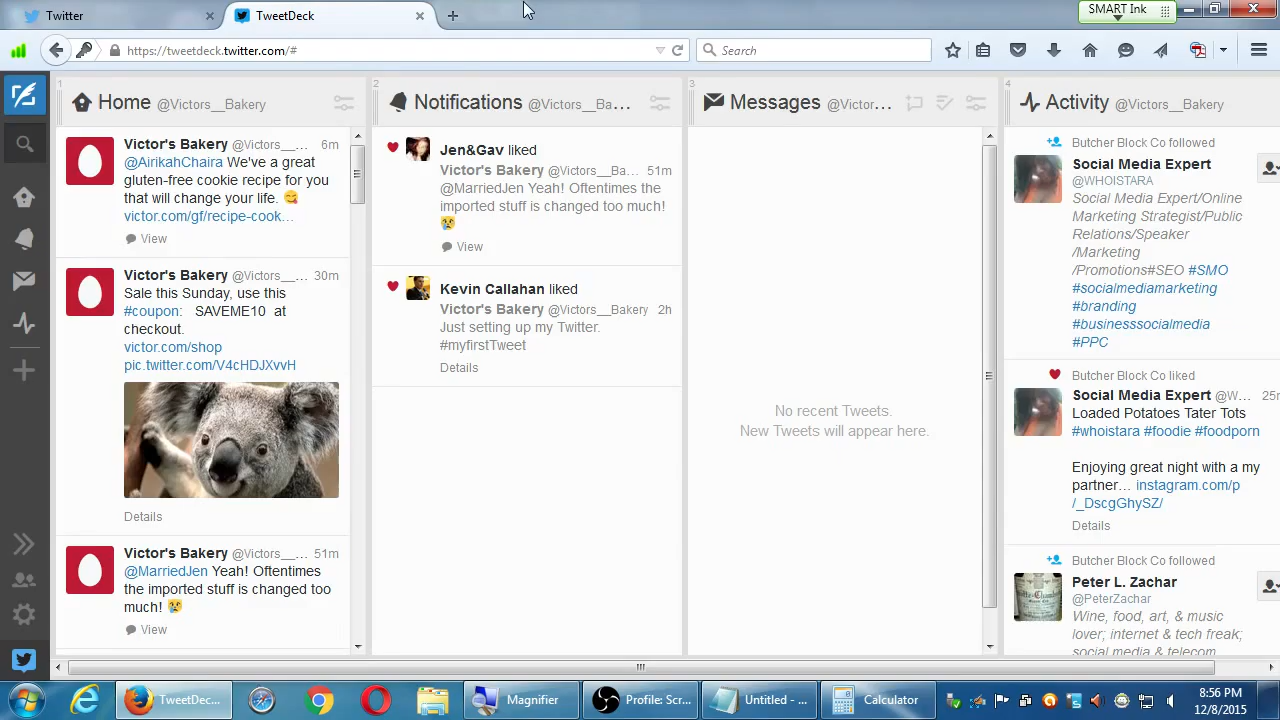 Twitter
TweetDeck
SMART Ink
https://tweetdeck.twitter.com/#
Search
1
Home @Victors__Bakery
Victor's Bakery @Victors__... 6m
@AirikahChaira We've a great
gluten-free cookie recipe for you
that will change your life. 😋
victor.com/gf/recipe-cook...
View
Victor's Bakery @Victors__... 30m
Sale this Sunday, use this
#coupon: SAVEME10 at
checkout.
victor.com/shop
pic.twitter.com/V4cHDJXvvH
Details
Victor's Bakery @Victors__... 51m
@MarriedJen Yeah! Oftentimes
the imported stuff is changed too
much! 😿
View
2
Notifications @Victors__Ba...
Jen&Gav liked
Victor's Bakery @Victors__Ba... 51m
@MarriedJen Yeah! Oftentimes the
imported stuff is changed too much!
😿
View
Kevin Callahan liked
Victor's Bakery @Victors__Bakery 2h
Just setting up my Twitter.
#myfirstTweet
Details
3
Messages @Victor...
No recent Tweets.
New Tweets will appear here.
4
Activity @Victors__Bakery
Butcher Block Co followed
Social Media Expert
@WHOISTARA
Social Media Expert/Online
Marketing Strategist/Public
Relations/Speaker
/Marketing
/Promotions#SEO #SMO
#socialmediamarketing
#branding
#businesssocialmedia
#PPC
Butcher Block Co liked
Social Media Expert @W... 25m
Loaded Potatoes Tater Tots
#whoistara #foodie #foodporn
Enjoying great night with a my
partner… instagram.com/p
/_DscgGhySZ/
Details
Butcher Block Co followed
Peter L. Zachar
@PeterZachar
Wine, food, art, & music
lover; internet & tech freak;
social media & telecom
TweetDec...
Magnifier
Profile: Scr...
Untitled - ...
Calculator
8:56 PM
12/8/2015